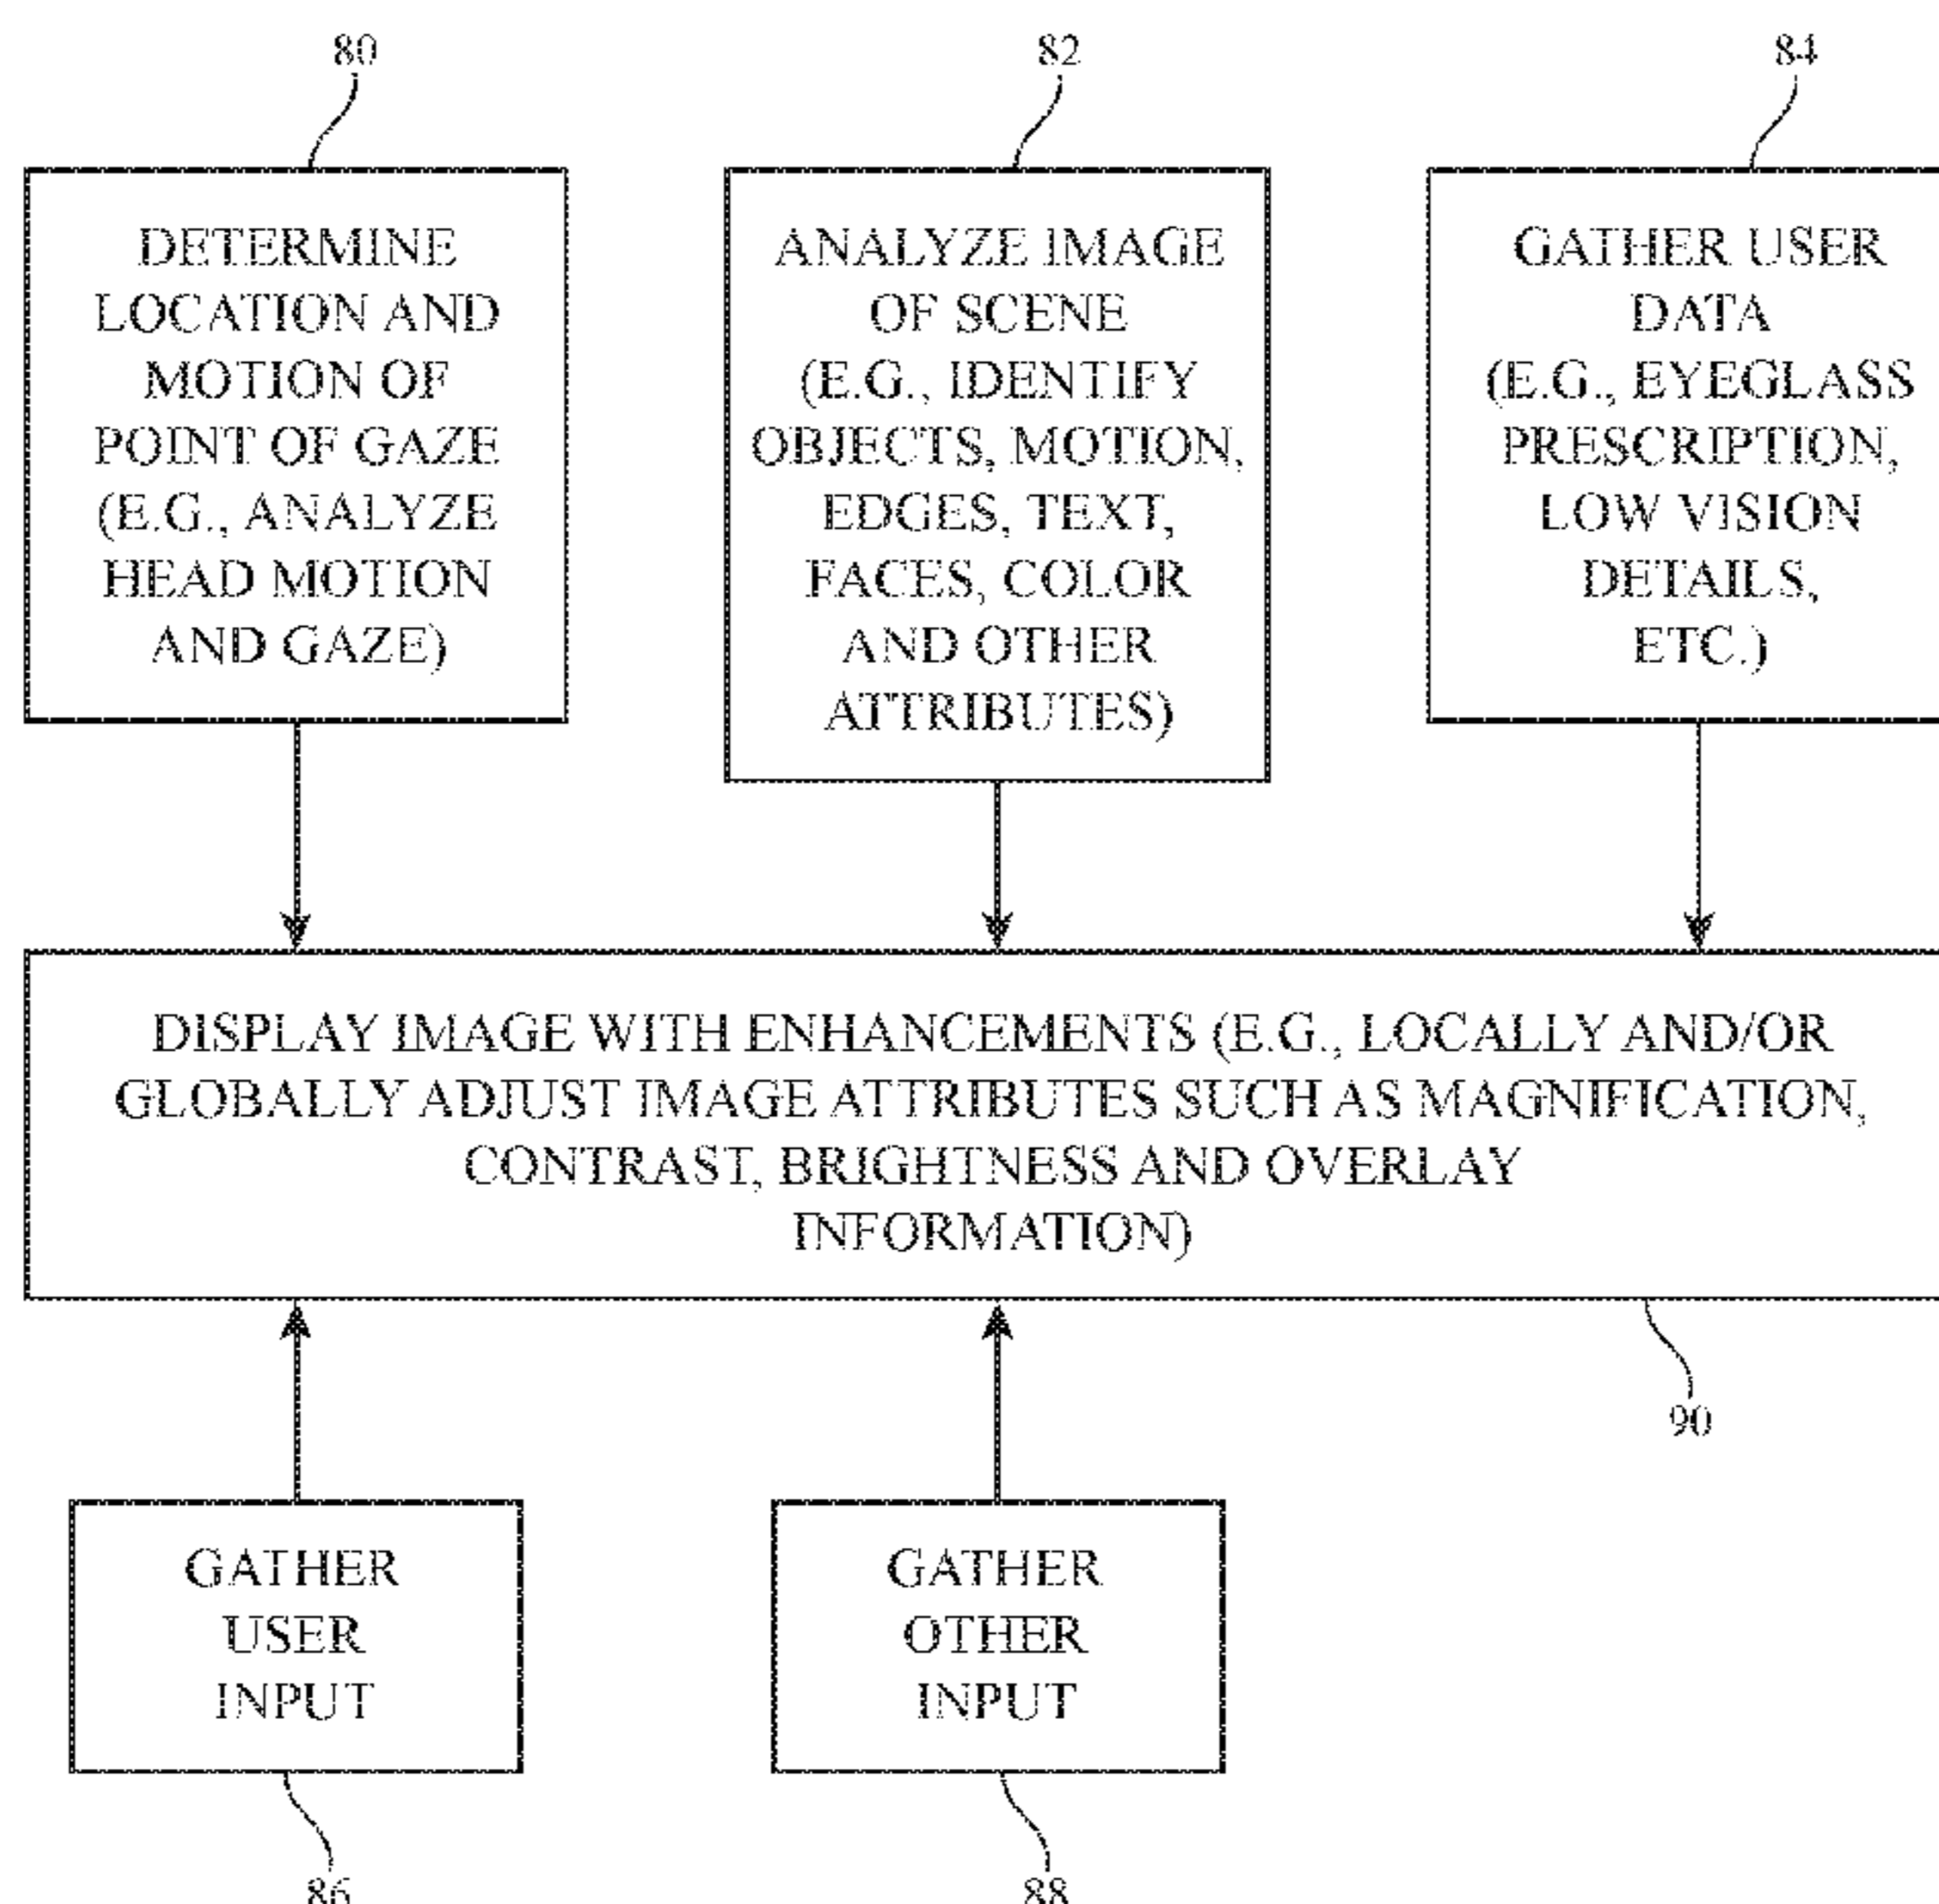 80
DETERMINE
LOCATION AND
MOTION OF
POINT OF GAZE
(E.G., ANALYZE
HEAD MOTION
AND GAZE)
82
ANALYZE IMAGE
OF SCENE
(E.G., IDENTIFY
OBJECTS, MOTION,
EDGES, TEXT,
FACES, COLOR
AND OTHER
ATTRIBUTES)
84
GATHER USER
DATA
(E.G., EYEGLASS
PRESCRIPTION,
LOW VISION
DETAILS,
ETC.)
DISPLAY IMAGE WITH ENHANCEMENTS (E.G., LOCALLY AND/OR
GLOBALLY ADJUST IMAGE ATTRIBUTES SUCH AS MAGNIFICATION,
CONTRAST, BRIGHTNESS AND OVERLAY
INFORMATION)
90
GATHER
USER
INPUT
86
GATHER
OTHER
INPUT
88